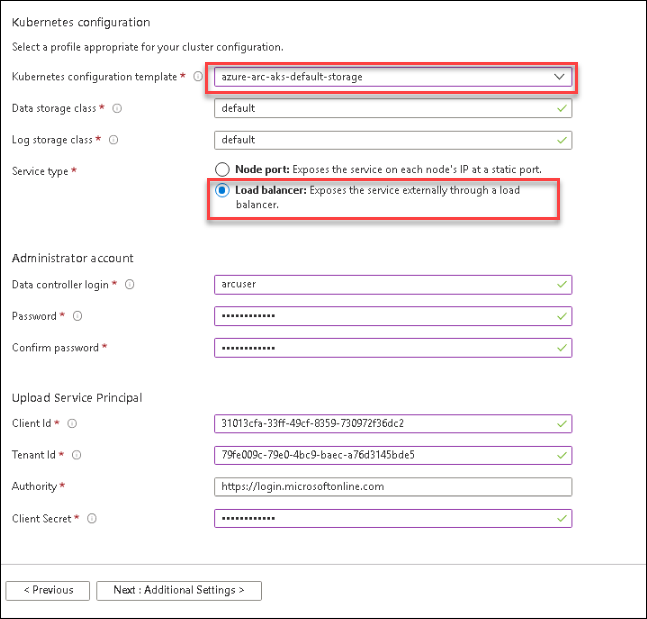 Kubernetes configuration
Select a profile appropriate for your cluster configuration.
Kubernetes configuration template * azure-arc-aks-default-storage
Data storage class * default
Log storage class * default
Service type * Node port: Exposes the service on each node's IP at a static port.
Load balancer: Exposes the service externally through a load
balancer.
Administrator account
Data controller login * arcuser
Password * ••••••••••••
Confirm password * ••••••••••••
Upload Service Principal
Client Id * 31013cfa-33ff-49cf-8359-730972f36dc2
Tenant Id * 79fe009c-79e0-4bc9-baec-a76d3145bde5
Authority * https://login.microsoftonline.com
Client Secret * ••••••••••••
< Previous Next : Additional Settings >